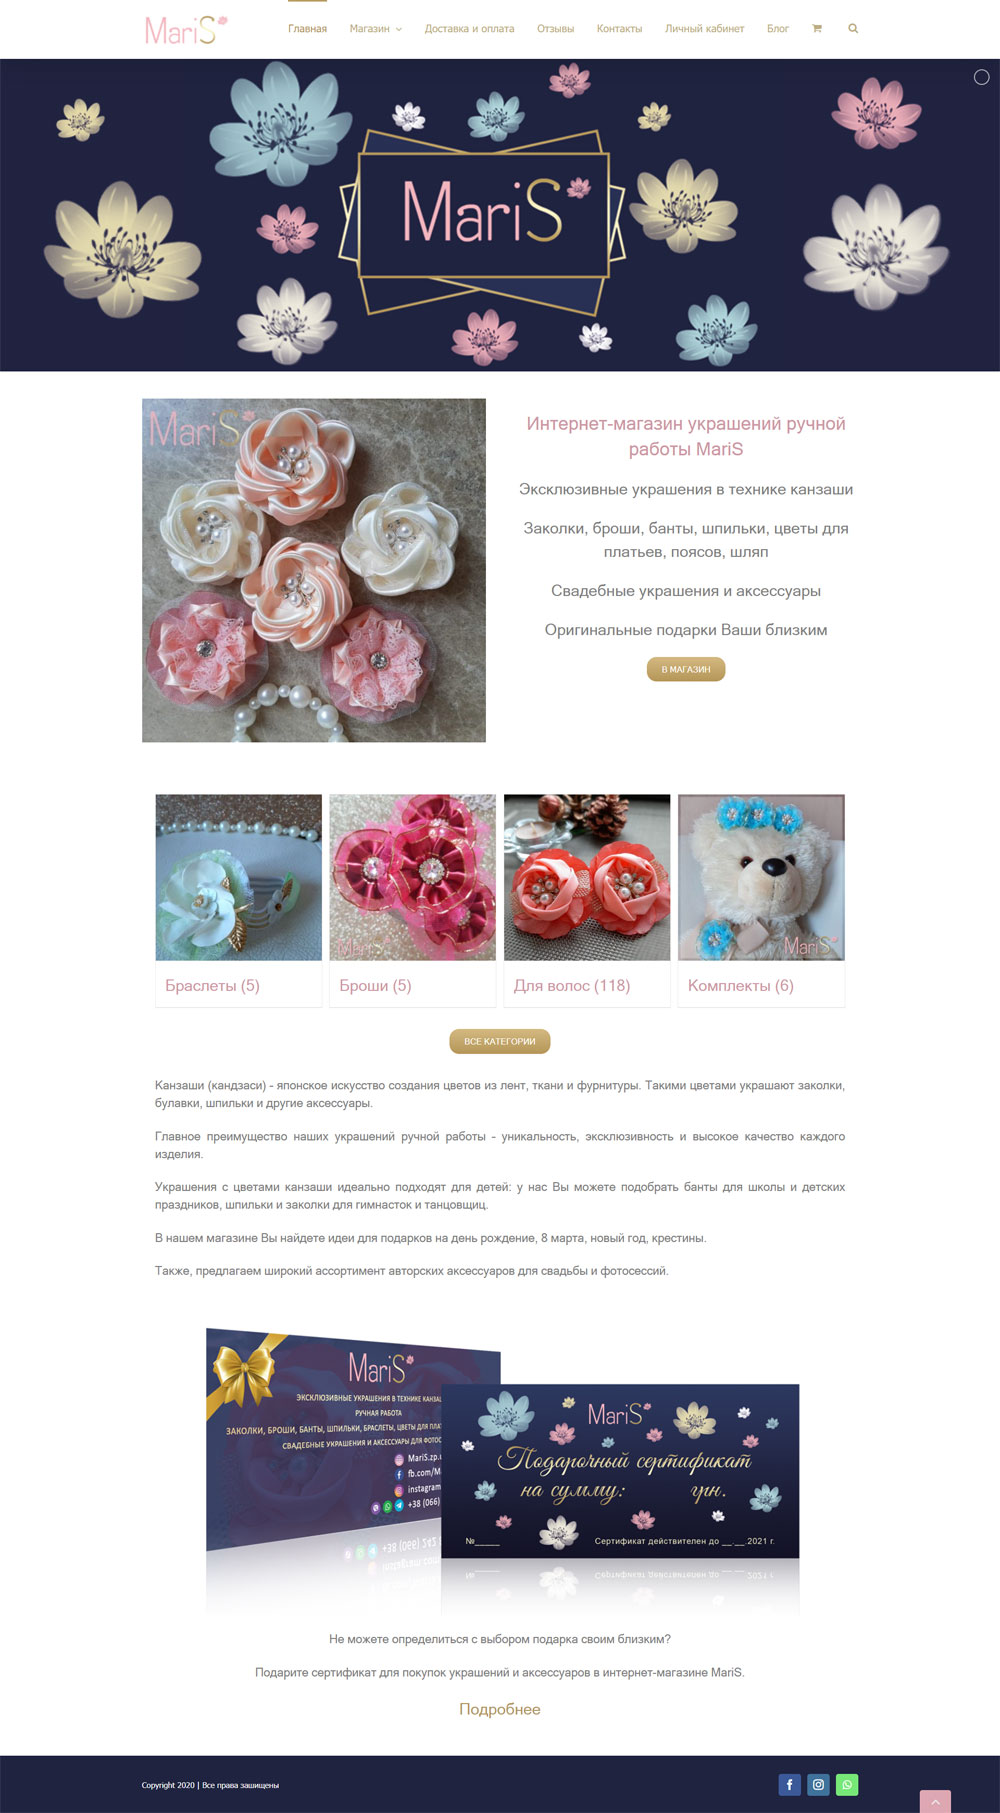 MariS
Главная
Магазин
Доставка и оплата
Отзывы
Контакты
Личный кабинет
Блог
MariS
MariS
Интернет-магазин украшений ручной
работы MariS
Эксклюзивные украшения в технике канзаши
Заколки, броши, банты, шпильки, цветы для
платьев, поясов, шляп
Свадебные украшения и аксессуары
Оригинальные подарки Ваши близким
В МАГАЗИН
MariS
MariS
Браслеты (5)
Броши (5)
Для волос (118)
Комплекты (6)
ВСЕ КАТЕГОРИИ
Канзаши (кандзаси) - японское искусство создания цветов из лент, ткани и фурнитуры. Такими цветами украшают заколки,
булавки, шпильки и другие аксессуары.
Главное преимущество наших украшений ручной работы - уникальность, эксклюзивность и высокое качество каждого
изделия.
Украшения с цветами канзаши идеально подходят для детей: у нас Вы можете подобрать банты для школы и детских
праздников, шпильки и заколки для гимнасток и танцовщиц.
В нашем магазине Вы найдете идеи для подарков на день рождение, 8 марта, новый год, крестины.
Также, предлагаем широкий ассортимент авторских аксессуаров для свадьбы и фотосессий.
MariS
ЭКСКЛЮЗИВНЫЕ УКРАШЕНИЯ В ТЕХНИКЕ КАНЗА
РУЧНАЯ РАБОТА
ЗАКОЛКИ, БРОШИ, БАНТЫ, ШПИЛЬКИ, БРАСЛЕТЫ, ЦВЕТЫ ДЛЯ ПЛАТ
СВАДЕБНЫЕ УКРАШЕНИЯ И АКСЕССУАРЫ ДЛЯ ФОТОС
MariS.zp.
fb.com/Ma
instagram
+38 (066)
MariS
Подарочный сертификат
на сумму: грн.
№_____
Сертификат действителен до __.__.2021 г.
Не можете определиться с выбором подарка своим близким?
Подарите сертификат для покупок украшений и аксессуаров в интернет-магазине MariS.
Подробнее
Copyright 2020 | Все права зашищены